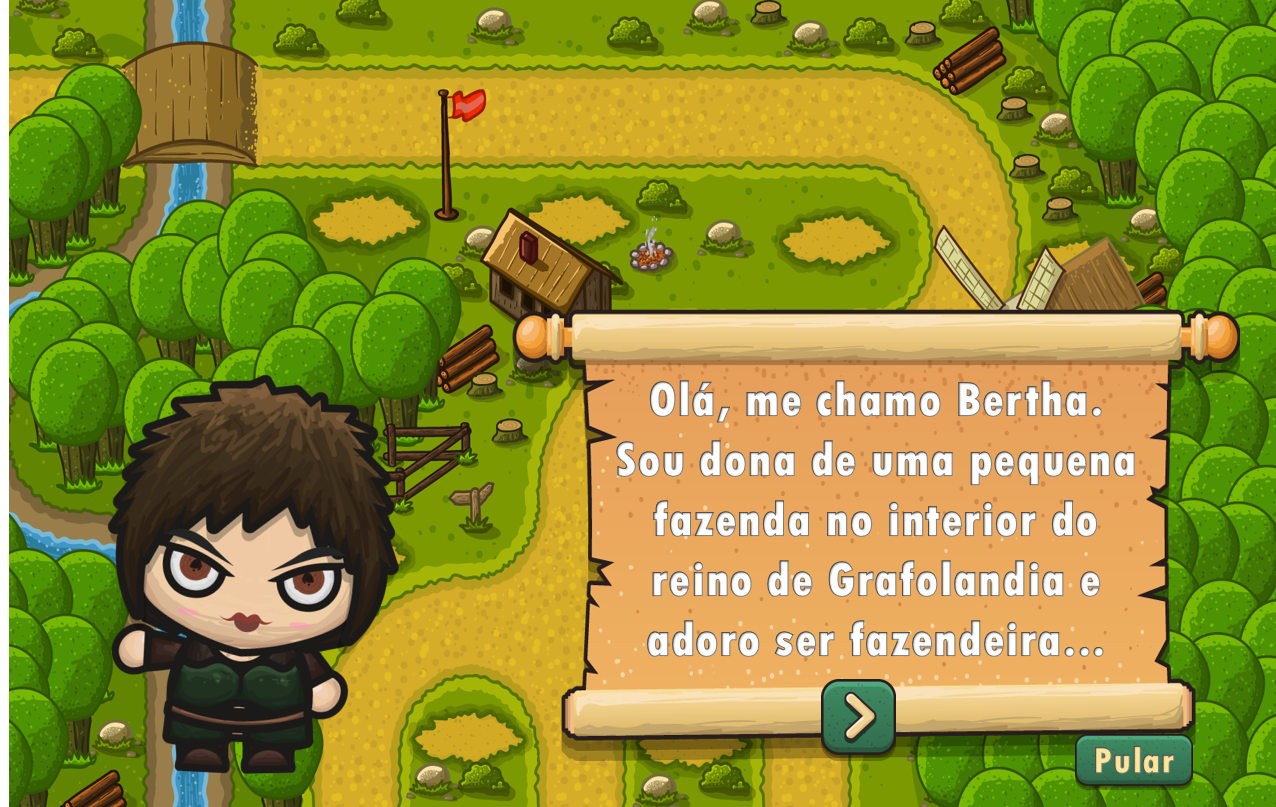 Olá, me chamo Bertha.
Sou dona de uma pequena
fazenda no interior do
reino de Grafolandia e
adoro ser fazendeira...
Pular